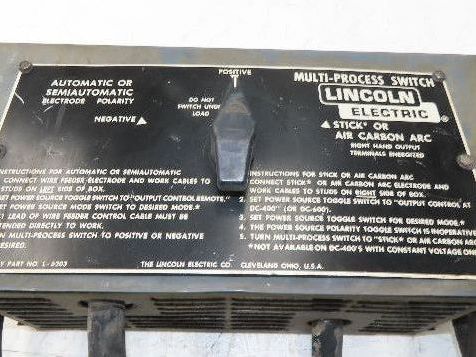 POSITIVE
AUTOMATIC OR
SEMIAUTOMATIC
ELECTRODE POLARITY
NEGATIVE
DO NOT
SWITCH UNDER
LOAD
MULTI-PROCESS SWITCH
LINCOLN
ELECTRIC
STICK* OR
AIR CARBON ARC
RIGHT HAND OUTPUT
TERMINALS ENERGIZED
INSTRUCTIONS FOR AUTOMATIC OR SEMIAUTOMATIC
CONNECT WIRE FEEDER ELECTRODE AND WORK CABLES TO
STUDS ON LEFT SIDE OF BOX.
SET POWER SOURCE TOGGLE SWITCH TO "OUTPUT CONTROL REMOTE."
SET POWER SOURCE MODE SWITCH TO DESIRED MODE.*
LEAD OF WIRE FEEDER CONTROL CABLE MUST BE
TENDED DIRECTLY TO WORK.
N MULTI-PROCESS SWITCH TO POSITIVE OR NEGATIVE
DESIRED.
INSTRUCTIONS FOR STICK OR AIR CARBON ARC
CONNECT STICK* OR AIR CARBON ARC ELECTRODE AND
WORK CABLES TO STUDS ON RIGHT SIDE OF BOX.
2. SET POWER SOURCE TOGGLE SWITCH TO "OUTPUT CONTROL AT
DC-400" (OR DC-600).
3. SET POWER SOURCE TOGGLE SWITCH FOR DESIRED MODE.*
4. THE POWER SOURCE POLARITY TOGGLE SWITCH IS INOPERATI
5. TURN MULTI-PROCESS SWITCH TO "STICK* OR AIR CARBON AR
*NOT AVAILABLE ON DC-400'S WITH CONSTANT VOLTAGE ONL
Y PART NO. L-
THE LINCOLN ELECTRIC CO. CLEVELAND OHIO, U.S.A.